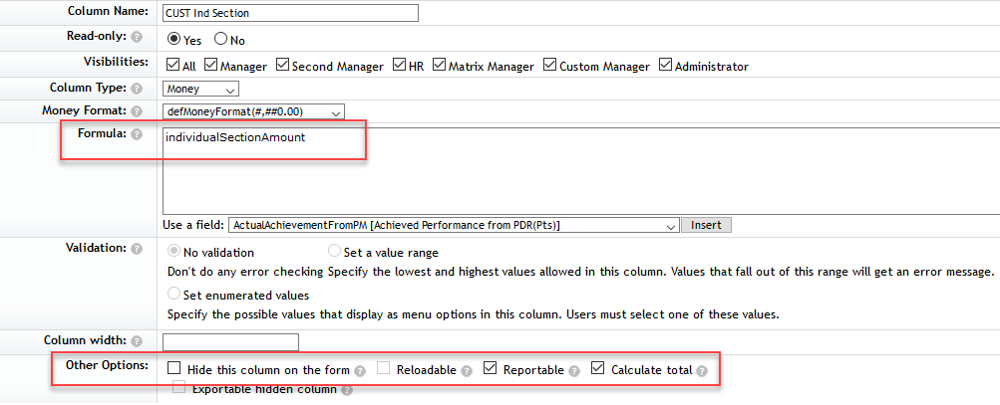 Column Name: CUST Ind Section
Read-only: ? Yes No
Visibilities: All Manager Second Manager HR Matrix Manager Custom Manager Administrator
Column Type: ? Money
Money Format: ? defMoneyFormat(#,##0.00)
Formula: ? individualSectionAmount
Use a field: ActualAchievementFromPM [Achieved Performance from PDR(Pts)] Insert
Validation: ? No validation Set a value range
Don't do any error checking Specify the lowest and highest values allowed in this column. Values that fall out of this range will get an error message.
Set enumerated values
Specify the possible values that display as menu options in this column. Users must select one of these values.
Column width: ?
Other Options: Hide this column on the form ? Reloadable ? Reportable ? Calculate total ?
Exportable hidden column ?